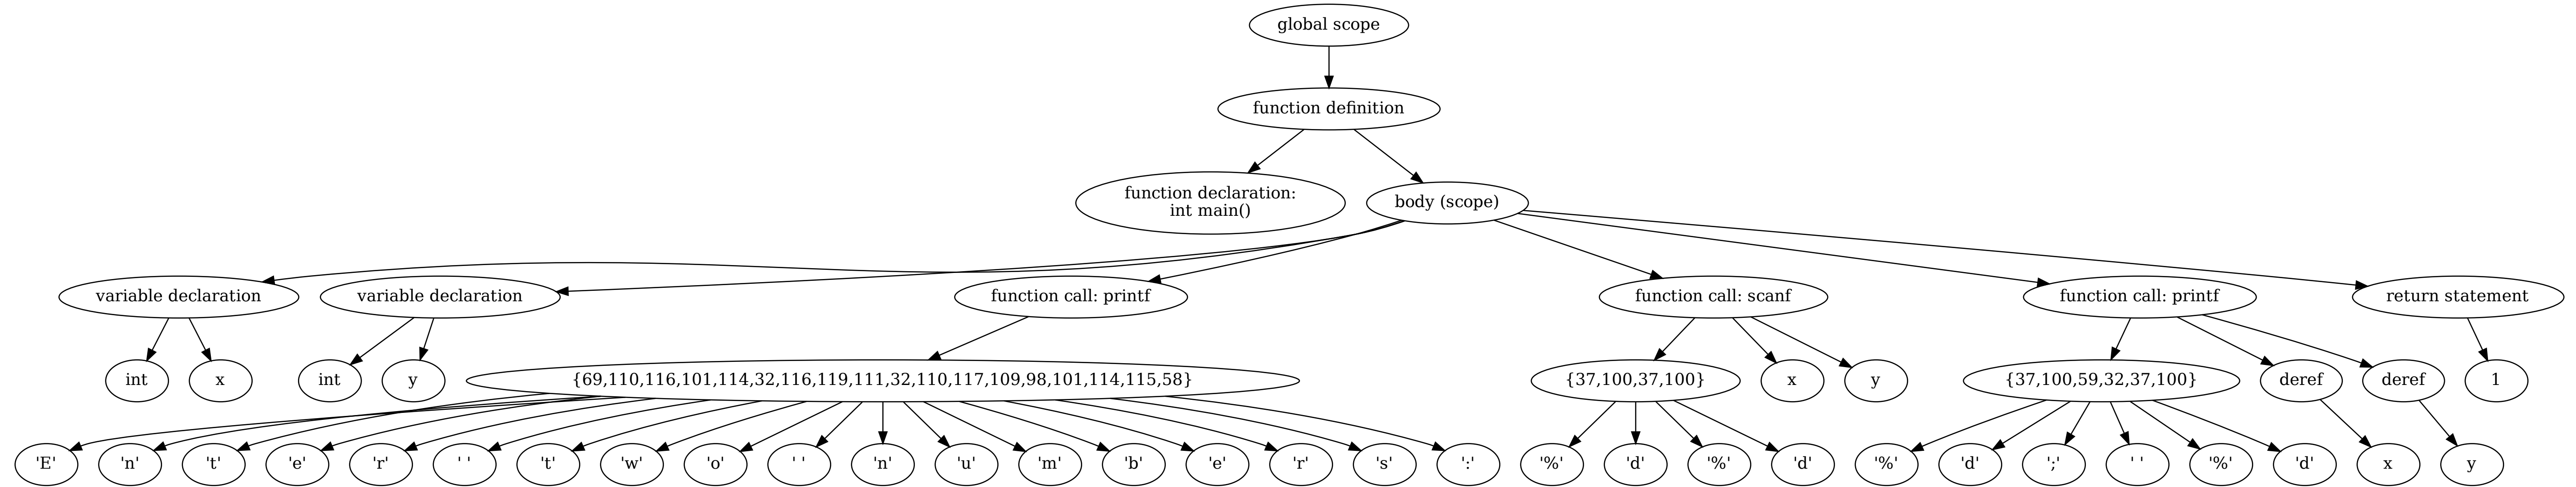 global scope
function definition
function declaration:
int main()
body (scope)
variable declaration
variable declaration
function call: printf
function call: scanf
function call: printf
return statement
int
x
int
y
{69,110,116,101,114,32,116,119,111,32,110,117,109,98,101,114,115,58}
{37,100,37,100}
x
y
{37,100,59,32,37,100}
deref
deref
1
'E'
'n'
't'
'e'
'r'
' '
't'
'w'
'o'
' '
'n'
'u'
'm'
'b'
'e'
'r'
's'
':'
'%'
'd'
'%'
'd'
'%'
'd'
';'
' '
'%'
'd'
x
y